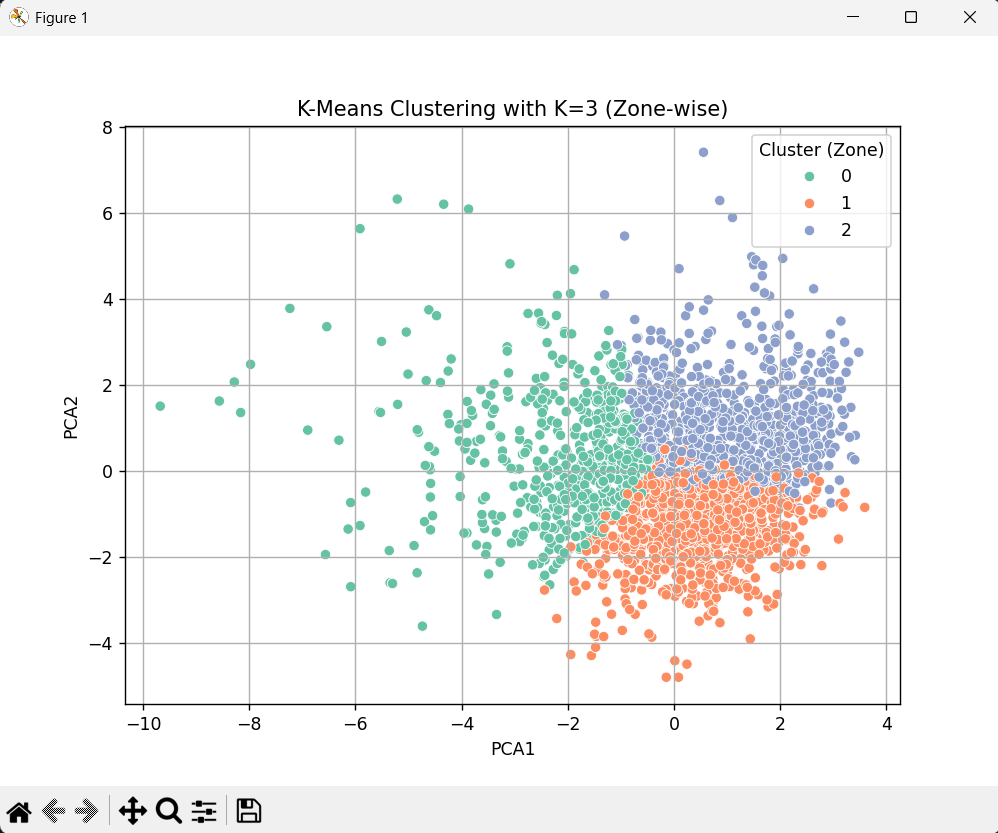 Figure 1
K-Means Clustering with K=3 (Zone-wise)
Cluster (Zone)
0
1
2
8
6
4
2
0
−2
−4
PCA2
−10 −8 −6 −4 −2 0 2 4
PCA1